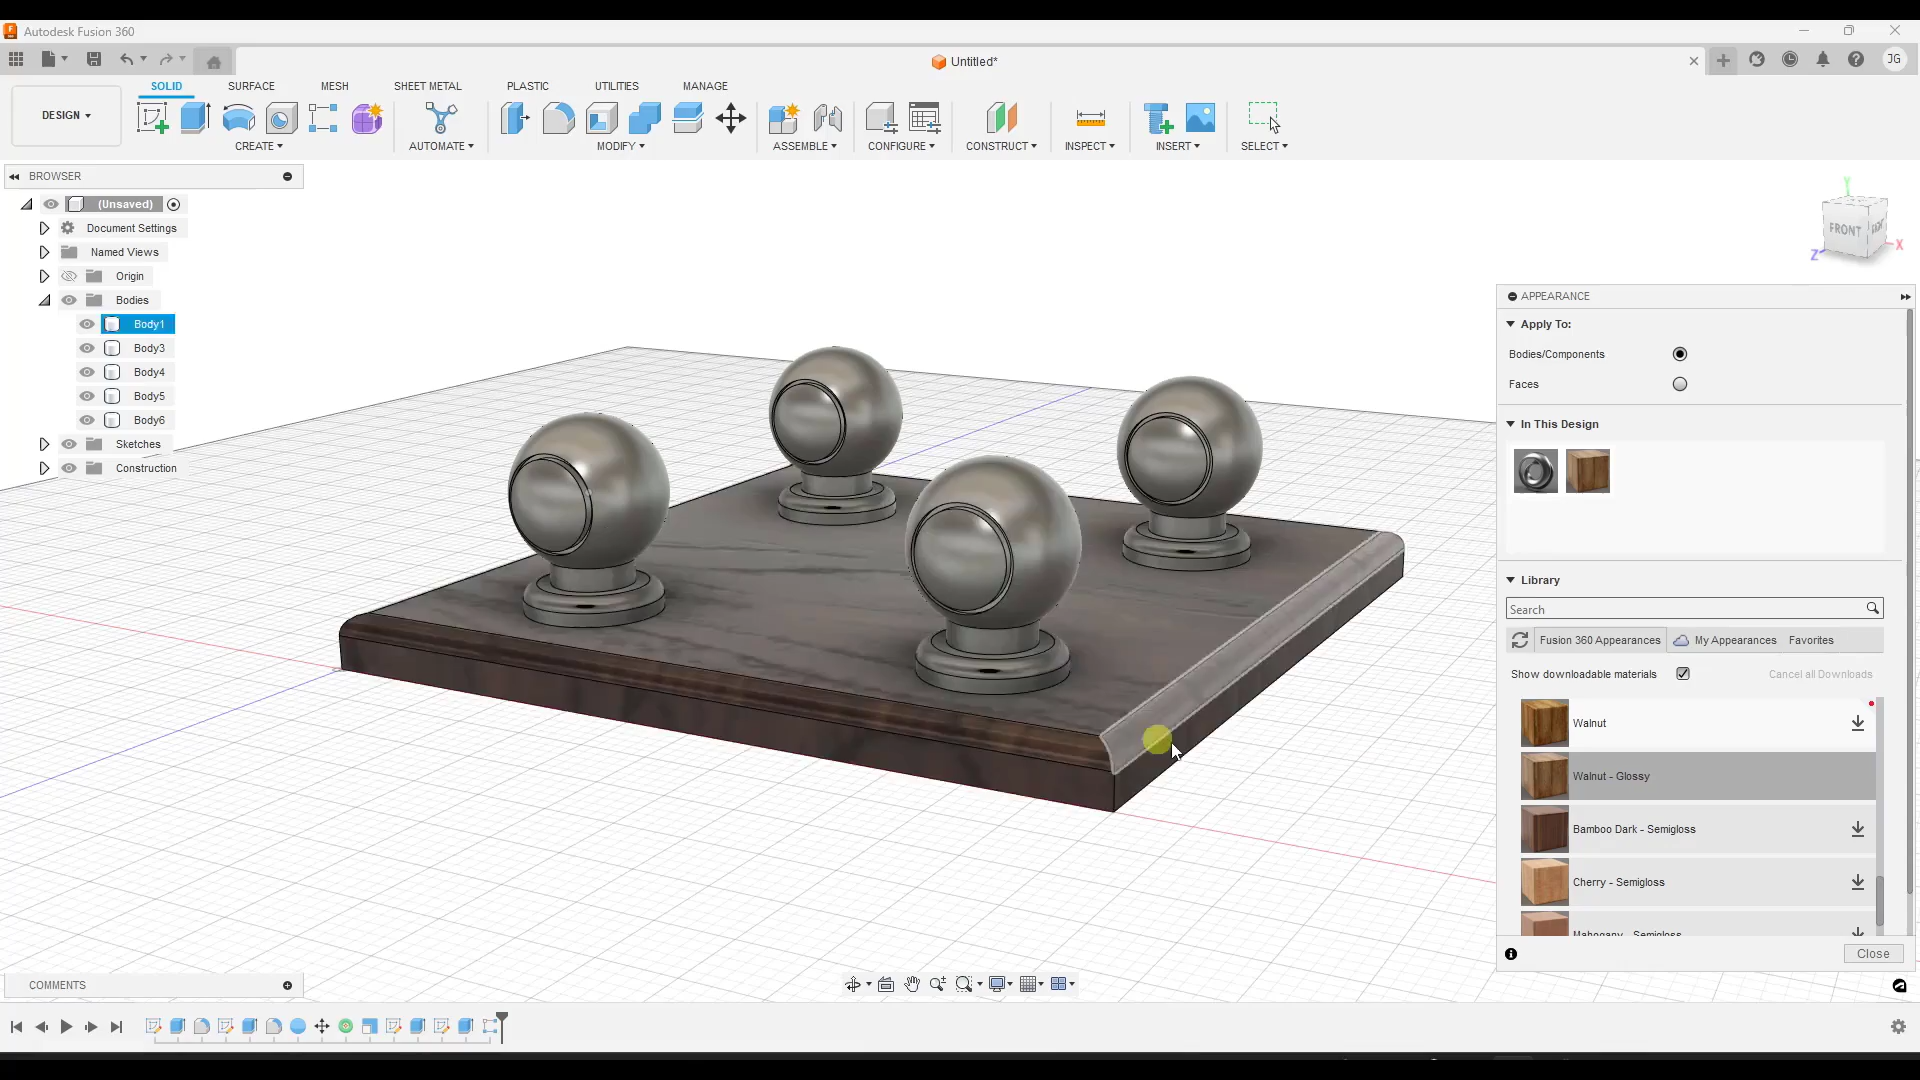 Autodesk Fusion 360
Untitled*
JG
SOLID
SURFACE
MESH
SHEET METAL
PLASTIC
UTILITIES
MANAGE
DESIGN
CREATE
AUTOMATE
MODIFY
ASSEMBLE
CONFIGURE
CONSTRUCT
INSPECT
INSERT
SELECT
BROWSER
(Unsaved)
Document Settings
Named Views
Origin
Bodies
Body1
Body3
Body4
Body5
Body6
Sketches
Construction
Y
FRONT
X
Z
APPEARANCE
Apply To:
Bodies/Components
Faces
In This Design
Library
Search
Fusion 360 Appearances
My Appearances
Favorites
Show downloadable materials
Cancel all Downloads
Walnut
Walnut - Glossy
Bamboo Dark - Semigloss
Cherry - Semigloss
Mahogany - Semigloss
Close
COMMENTS